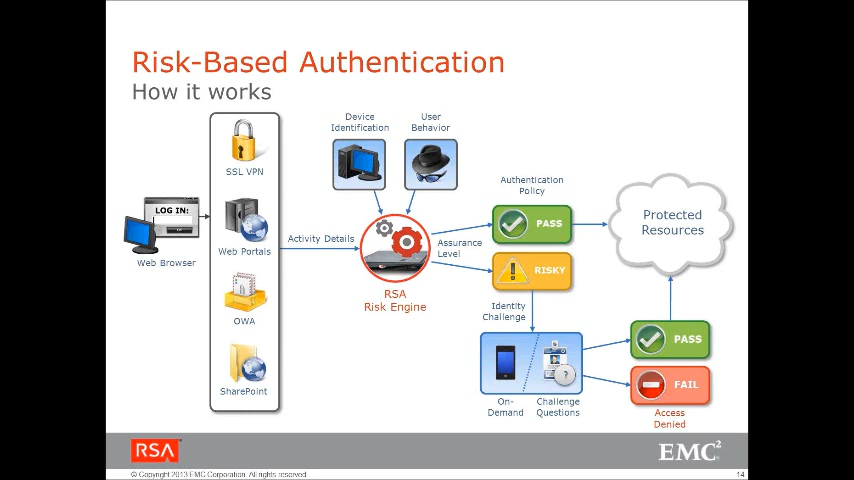 Risk-Based Authentication
How it works
Device
Identification
User
Behavior
SSL VPN
Authentication
Policy
LOG IN:
Web Browser
Web Portals
Activity Details
Assurance
Level
PASS
Protected
Resources
RISKY
RSA
Risk Engine
Identity
Challenge
OWA
SharePoint
?
On-
Demand
Challenge
Questions
PASS
FAIL
Access
Denied
RSA
EMC²
© Copyright 2013 EMC Corporation. All rights reserved.
14